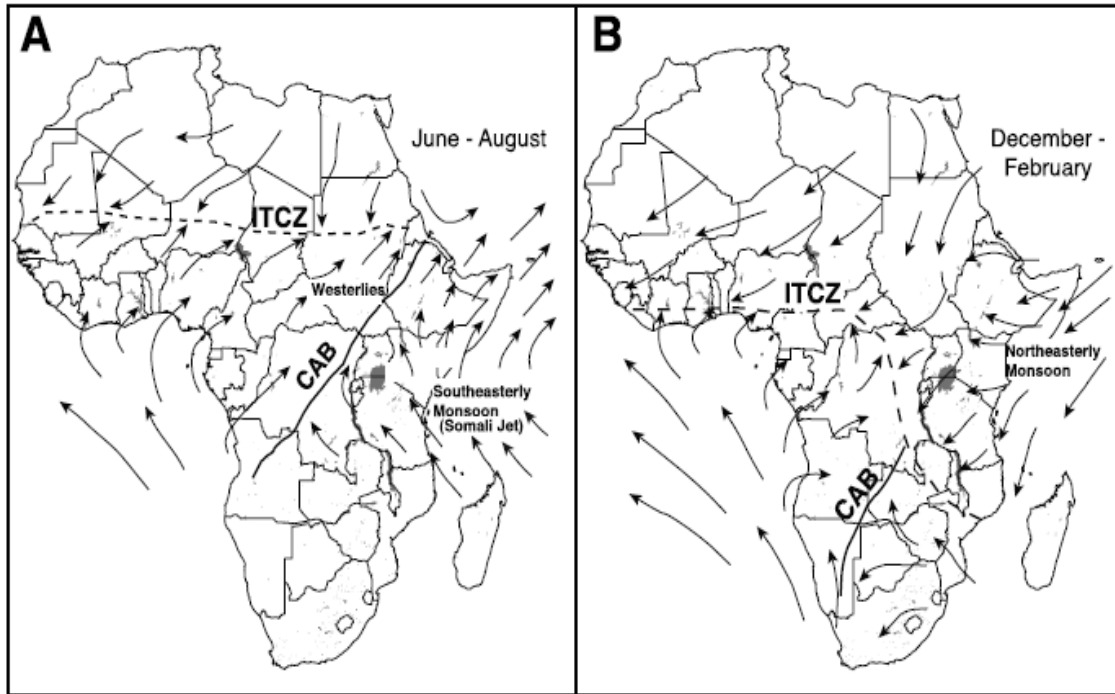 A
June - August
ITCZ
Westerlies
CAB
Southeasterly
Monsoon
(Somali Jet)
B
December -
February
ITCZ
Northeasterly
Monsoon
CAB